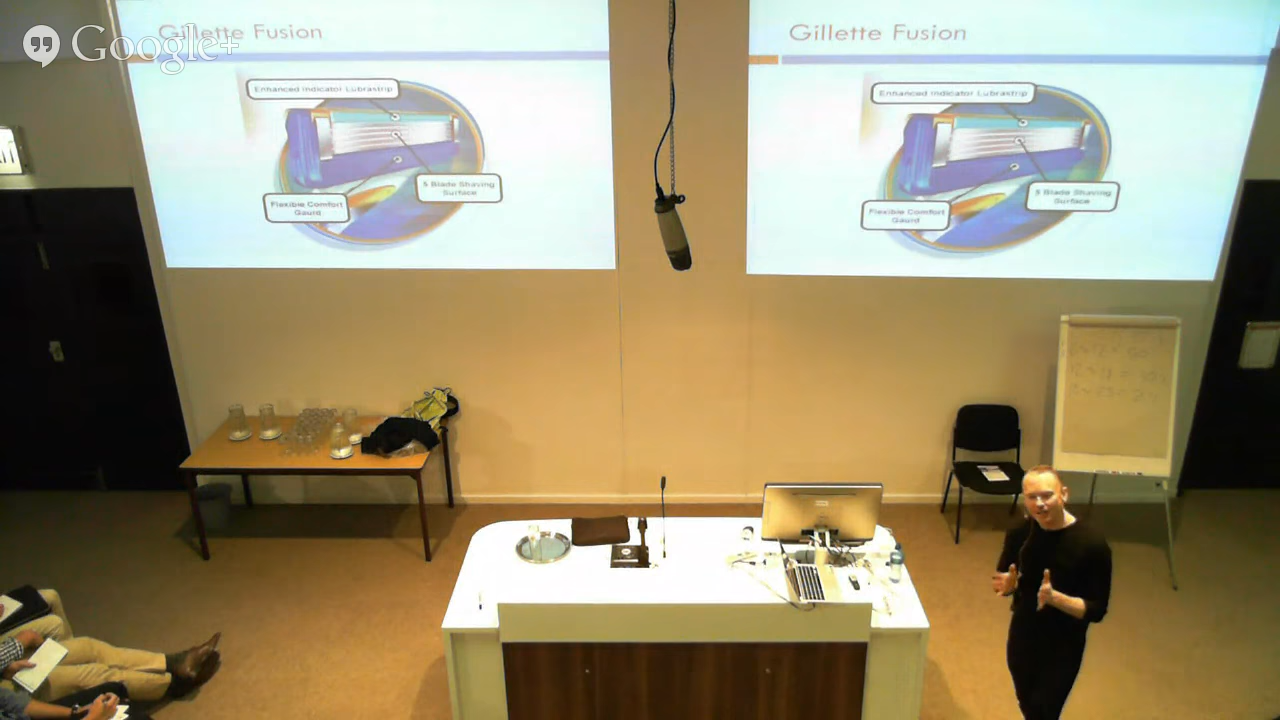 Google+
Gillette Fusion
Enhanced Indicator Lubrastrip
5 Blade Shaving
Surface
Flexible Comfort
Gaurd
Gillette Fusion
Enhanced Indicator Lubrastrip
5 Blade Shaving
Surface
Flexible Comfort
Gaurd